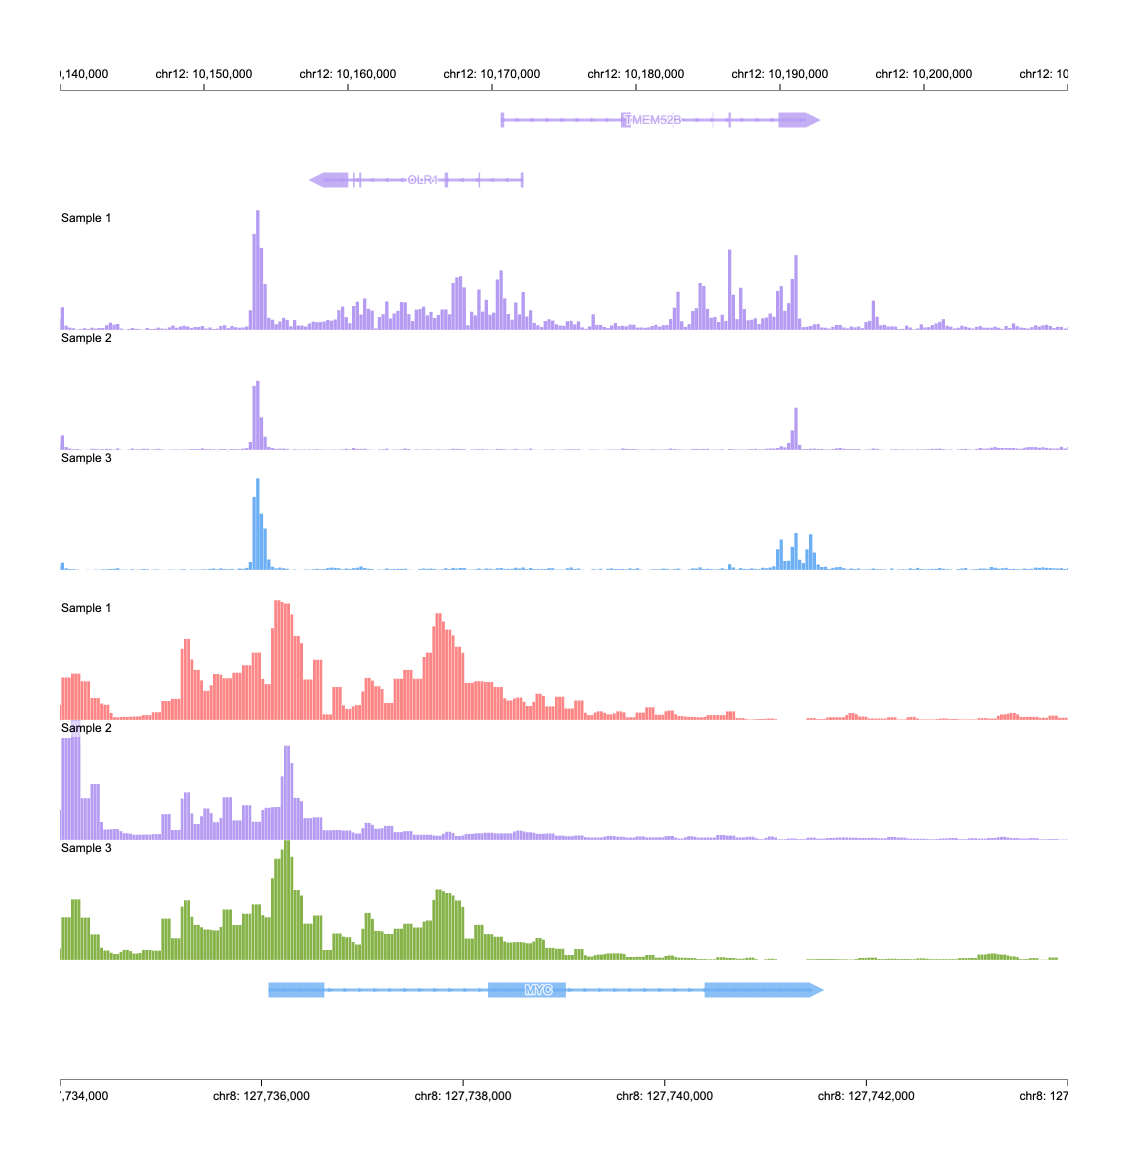 ),140,000 chr12: 10,150,000 chr12: 10,160,000 chr12: 10,170,000 chr12: 10,180,000 chr12: 10,190,000 chr12: 10,200,000 chr12: 10
TMEM52B
OLR1
Sample 1
Sample 2
Sample 3
Sample 1
Sample 2
Sample 3
MYC
,734,000 chr8: 127,736,000 chr8: 127,738,000 chr8: 127,740,000 chr8: 127,742,000 chr8: 127